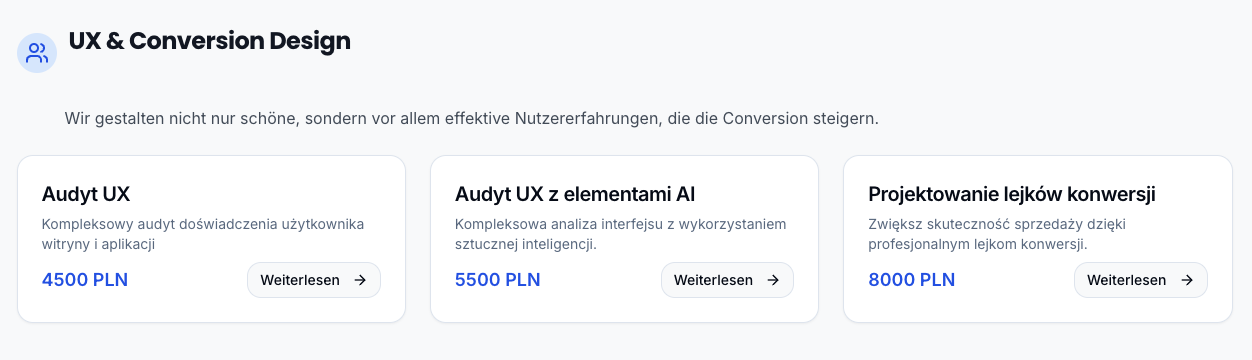 UX & Conversion Design
Wir gestalten nicht nur schöne, sondern vor allem effektive Nutzererfahrungen, die die Conversion steigern.
Audyt UX
Kompleksowy audyt doświadczenia użytkownika
witryny i aplikacji
4500 PLN
Weiterlesen
Audyt UX z elementami AI
Kompleksowa analiza interfejsu z wykorzystaniem
sztucznej inteligencji.
5500 PLN
Weiterlesen
Projektowanie lejków konwersji
Zwiększ skuteczność sprzedaży dzięki
profesjonalnym lejkom konwersji.
8000 PLN
Weiterlesen